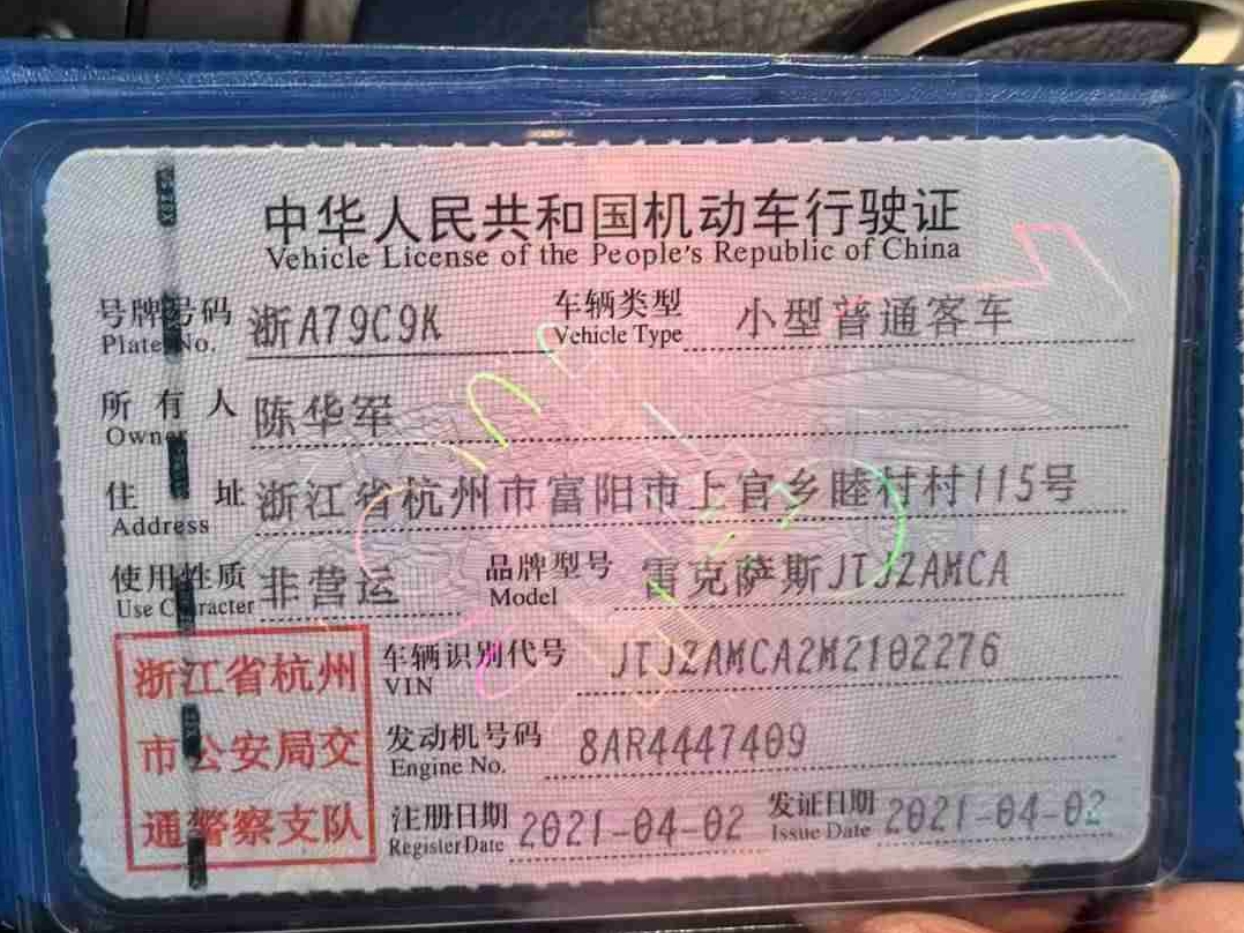 中华人民共和国机动车行驶证
Vehicle License of the People's Republic of China
号牌号码 浙A79C9K 车辆类型 小型普通客车
Plate No. Vehicle Type
所有人 陈华军
Owner
住址 浙江省杭州市富阳市上官乡睦村村115号
Address
使用性质 非营运 品牌型号 雷克萨斯JTJZAMCA
Use Character Model
浙江省杭州 车辆识别代号 JTJZAMCA2M2102276
VIN
市公安局交 发动机号码 8AR4447409
Engine No.
通警察支队 注册日期 2021-04-02 发证日期 2021-04-02
Register Date Issue Date